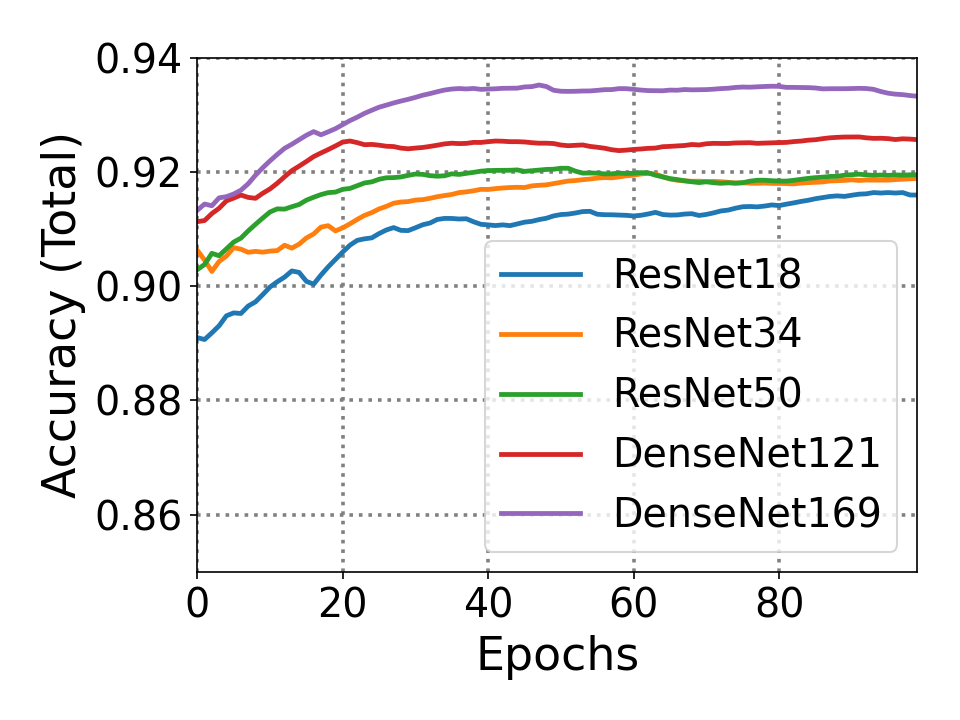 0.94
0.92
0.90
0.88
0.86
Accuracy (Total)
0 20 40 60 80
Epochs
ResNet18
ResNet34
ResNet50
DenseNet121
DenseNet169